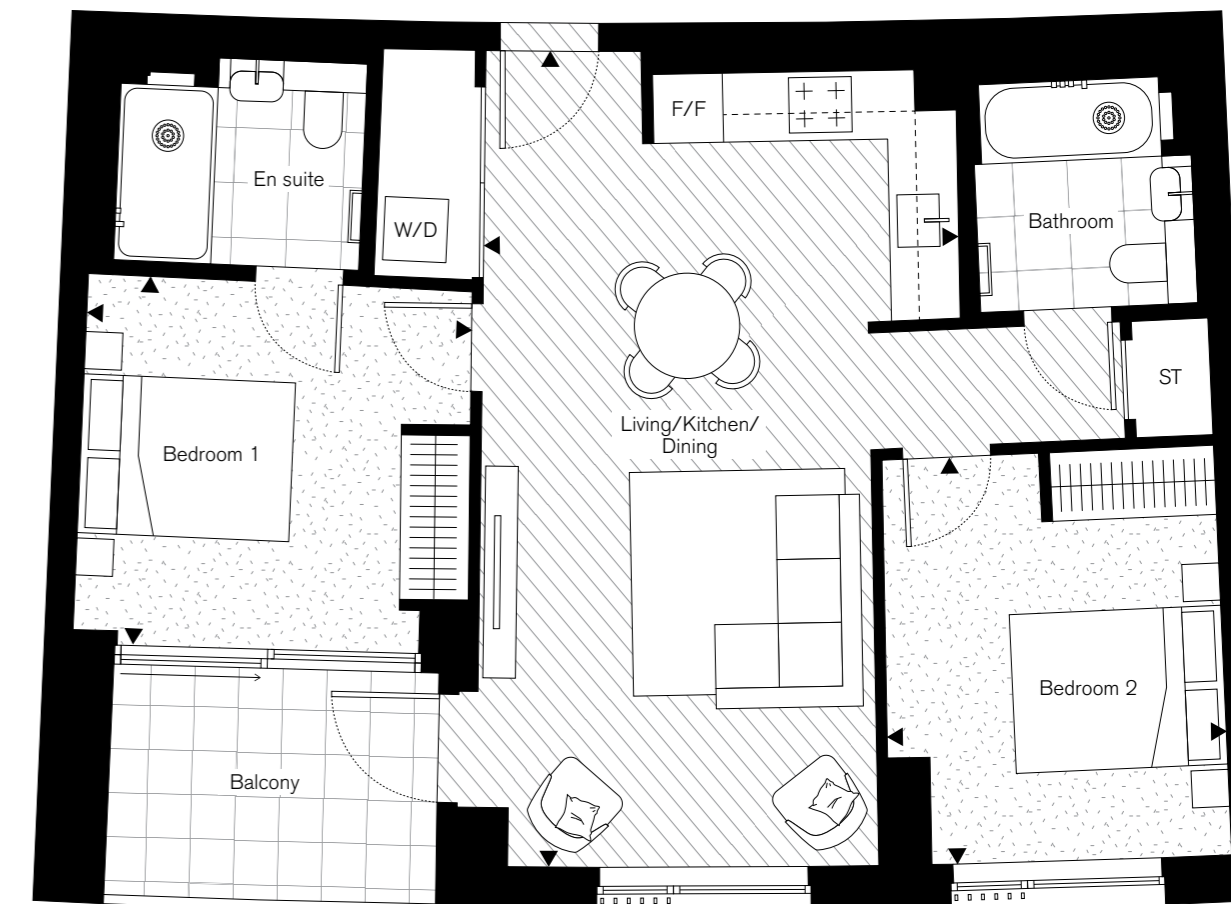 F/F
En suite
W/D
Bathroom
ST
Living/Kitchen/
Dining
Bedroom 1
Bedroom 2
Balcony